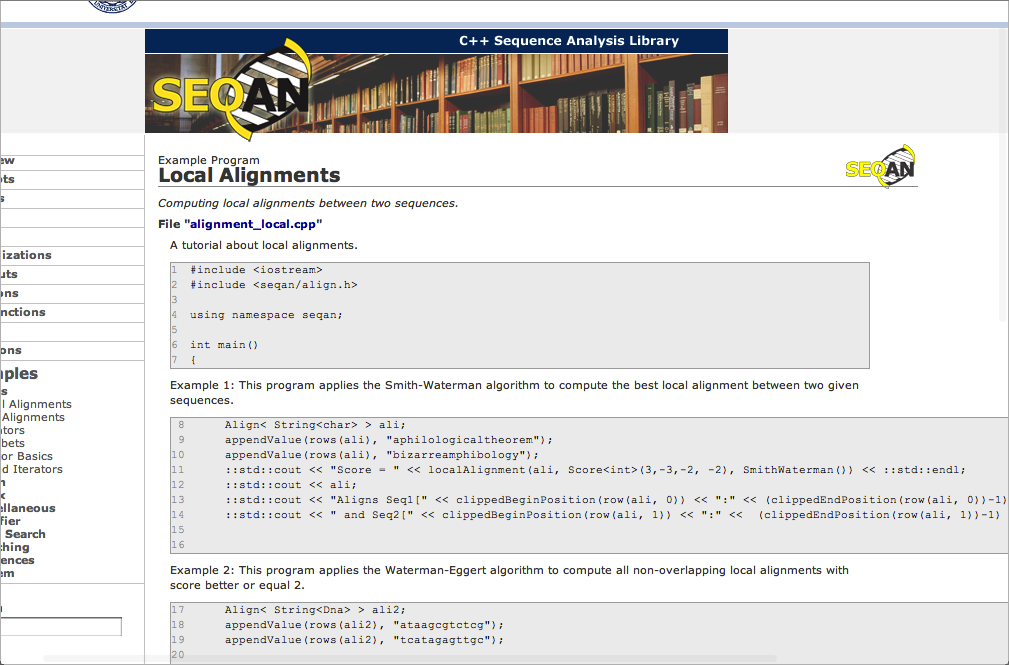 C++ Sequence Analysis Library
SEQAN
Example Program
Local Alignments
SEQAN
Computing local alignments between two sequences.
File "alignment_local.cpp"
A tutorial about local alignments.
1 #include <iostream>
2 #include <seqan/align.h>
3
4 using namespace seqan;
5
6 int main()
7 {
Example 1: This program applies the Smith-Waterman algorithm to compute the best local alignment between two given
sequences.
8 Align< String<char> > ali;
9 appendValue(rows(ali), "aphilologicaltheorem");
10 appendValue(rows(ali), "bizarreamphibology");
11 ::std::cout << "Score = " << localAlignment(ali, Score<int>(3,-3,-2, -2), SmithWaterman()) << ::std::endl;
12 ::std::cout << ali;
13 ::std::cout << "Aligns Seq1[" << clippedBeginPosition(row(ali, 0)) << ":" << (clippedEndPosition(row(ali, 0))-1)
14 ::std::cout << " and Seq2[" << clippedBeginPosition(row(ali, 1)) << ":" << (clippedEndPosition(row(ali, 1))-1)
15
16
Example 2: This program applies the Waterman-Eggert algorithm to compute all non-overlapping local alignments with
score better or equal 2.
17 Align< String<Dna> > ali2;
18 appendValue(rows(ali2), "ataagcgtctcg");
19 appendValue(rows(ali2), "tcatagagttgc");
20
ew
pts
s
izations
uts
ons
nctions
ons
mples
s
l Alignments
Alignments
ators
bets
or Basics
d Iterators
n
x
ellaneous
fier
Search
ching
ences
em